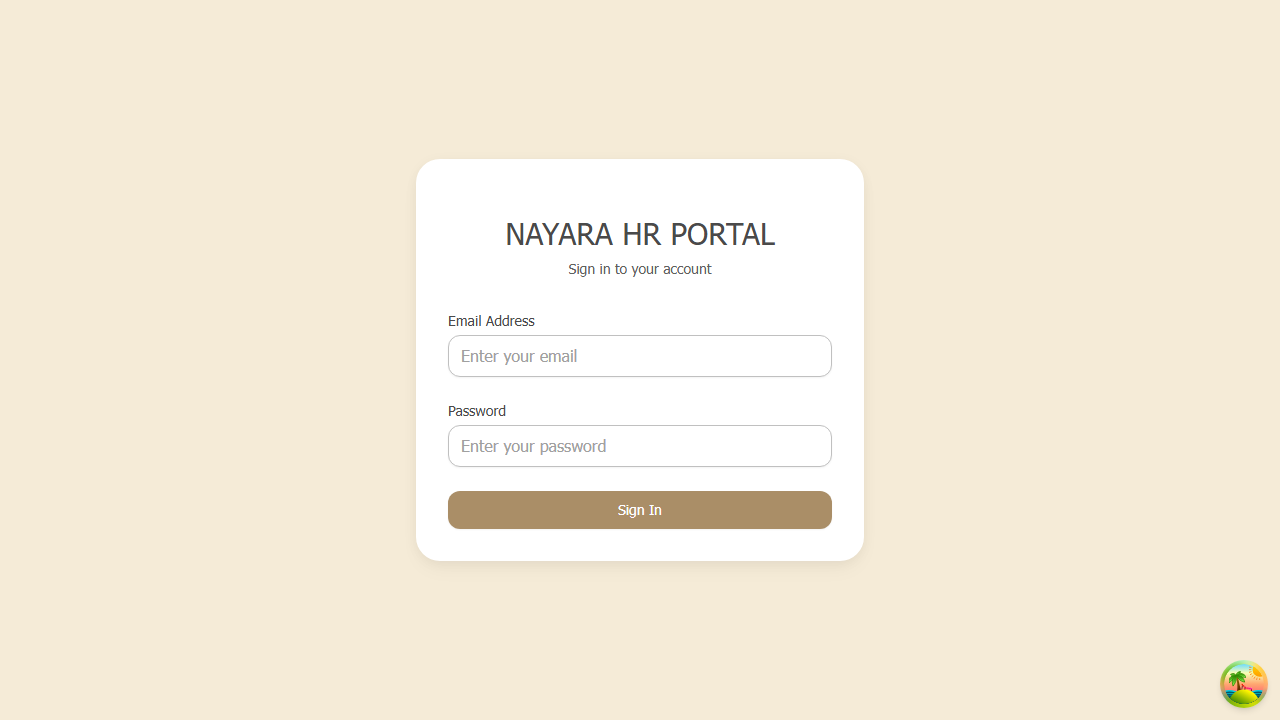 NAYARA HR PORTAL
Sign in to your account
Email Address
Enter your email
Password
Enter your password
Sign In